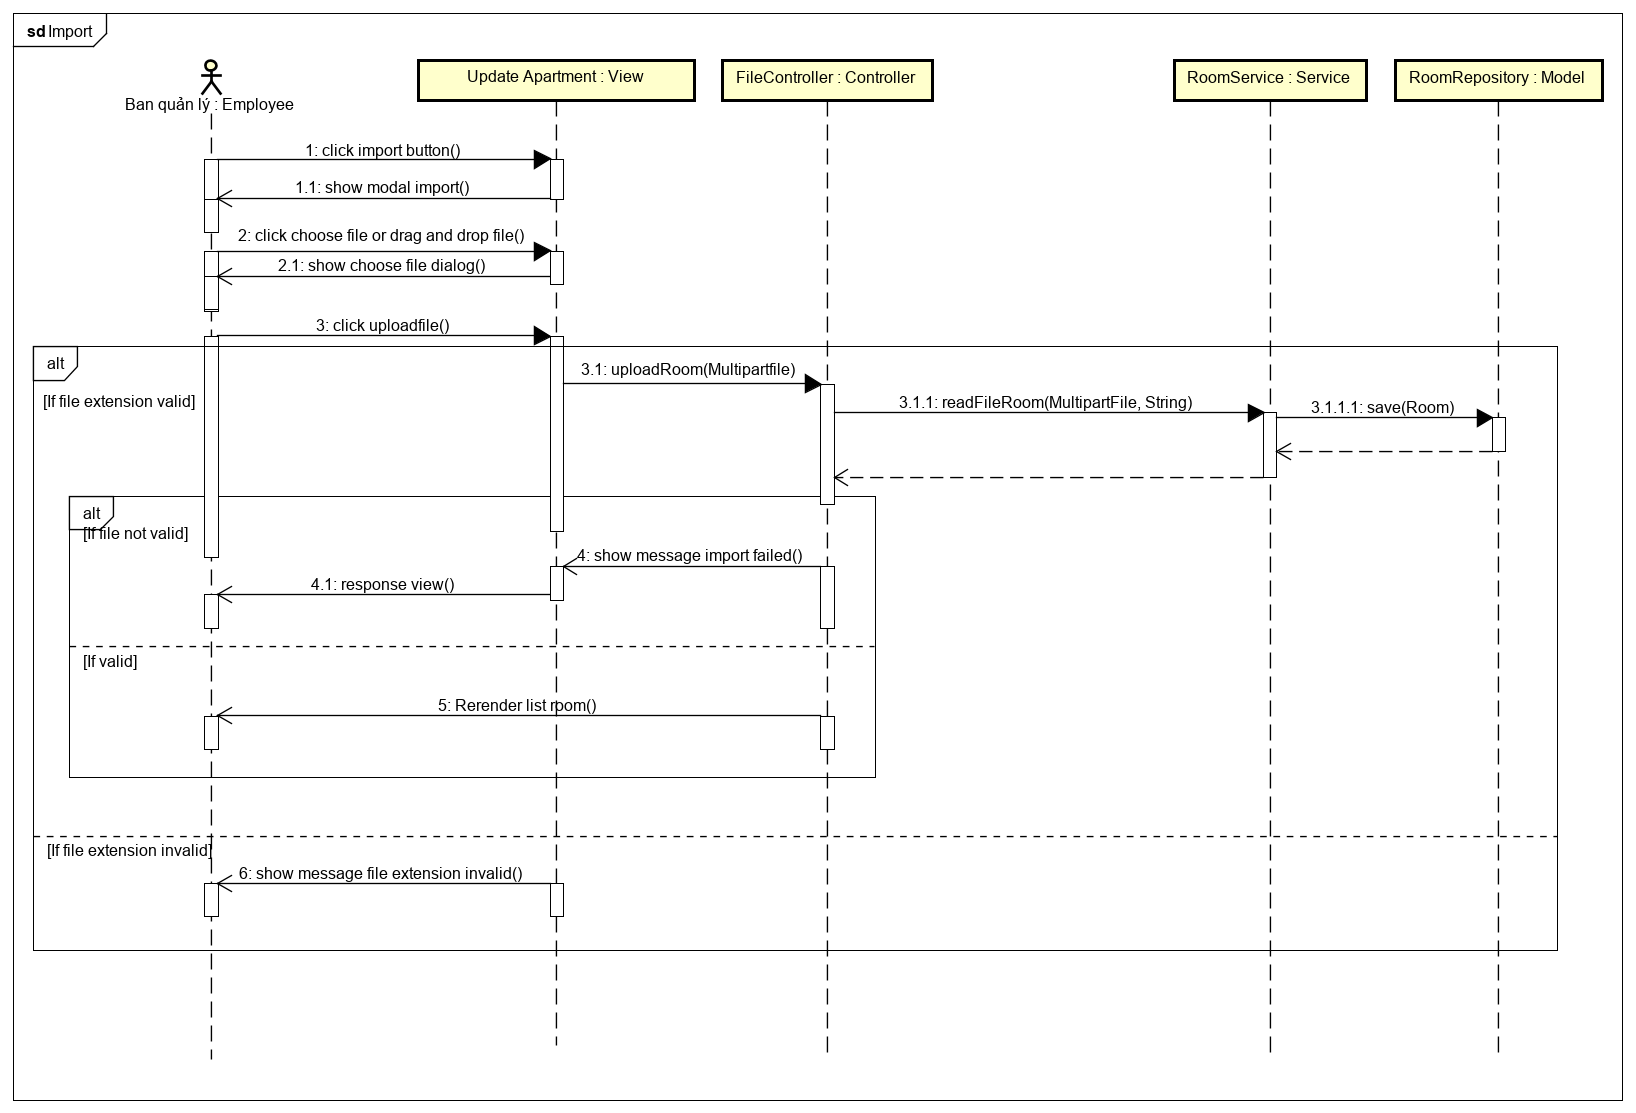 sd Import
Ban quản lý : Employee
Update Apartment : View
FileController : Controller
RoomService : Service
RoomRepository : Model
1: click import button()
1.1: show modal import()
2: click choose file or drag and drop file()
2.1: show choose file dialog()
3: click uploadfile()
alt
3.1: uploadRoom(Multipartfile)
[If file extension valid]
3.1.1: readFileRoom(MultipartFile, String)
3.1.1.1: save(Room)
alt
[If file not valid]
4: show message import failed()
4.1: response view()
[If valid]
5: Rerender list room()
[If file extension invalid]
6: show message file extension invalid()